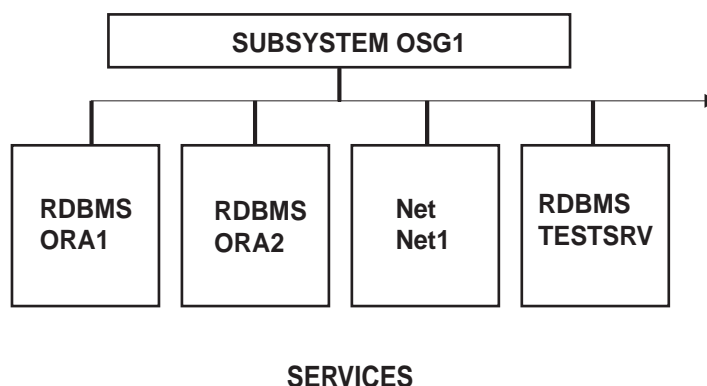 SUBSYSTEM OSG1
RDBMS
ORA1
RDBMS
ORA2
Net
Net1
RDBMS
TESTSRV
SERVICES